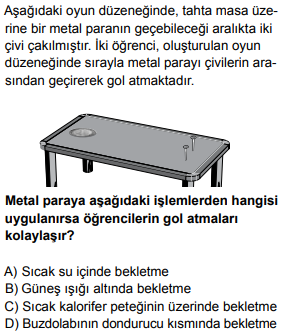 Aşağıdaki oyun düzeneğinde, tahta masa üze-
rine bir metal paranın geçebileceği aralıkta iki
çivi çakılmıştır. İki öğrenci, oluşturulan oyun
düzeneğinde sırayla metal parayı çivilerin ara-
sından geçirerek gol atmaktadır.
Metal paraya aşağıdaki işlemlerden hangisi
uygulanırsa öğrencilerin gol atmaları
kolaylaşır?
A) Sıcak su içinde bekletme
B) Güneş ışığı altında bekletme
C) Sıcak kalorifer peteğinin üzerinde bekletme
D) Buzdolabının dondurucu kısmında bekletme